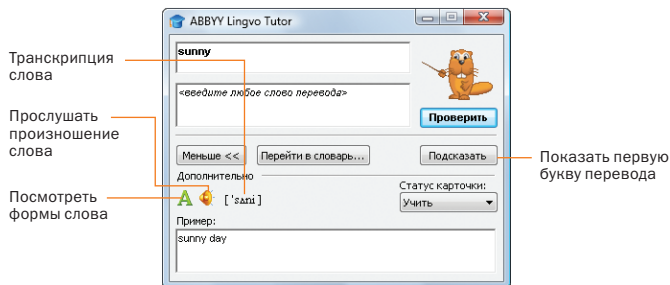 ABBYY Lingvo Tutor
sunny
<введите любое слово перевода>
Проверить
Меньше <<
Перейти в словарь...
Подсказать
Дополнительно
Статус карточки:
A
['sʌni]
Учить
Пример:
sunny day
Транскрипция
слова
Прослушать
произношение
слова
Посмотреть
формы слова
Показать первую
букву перевода